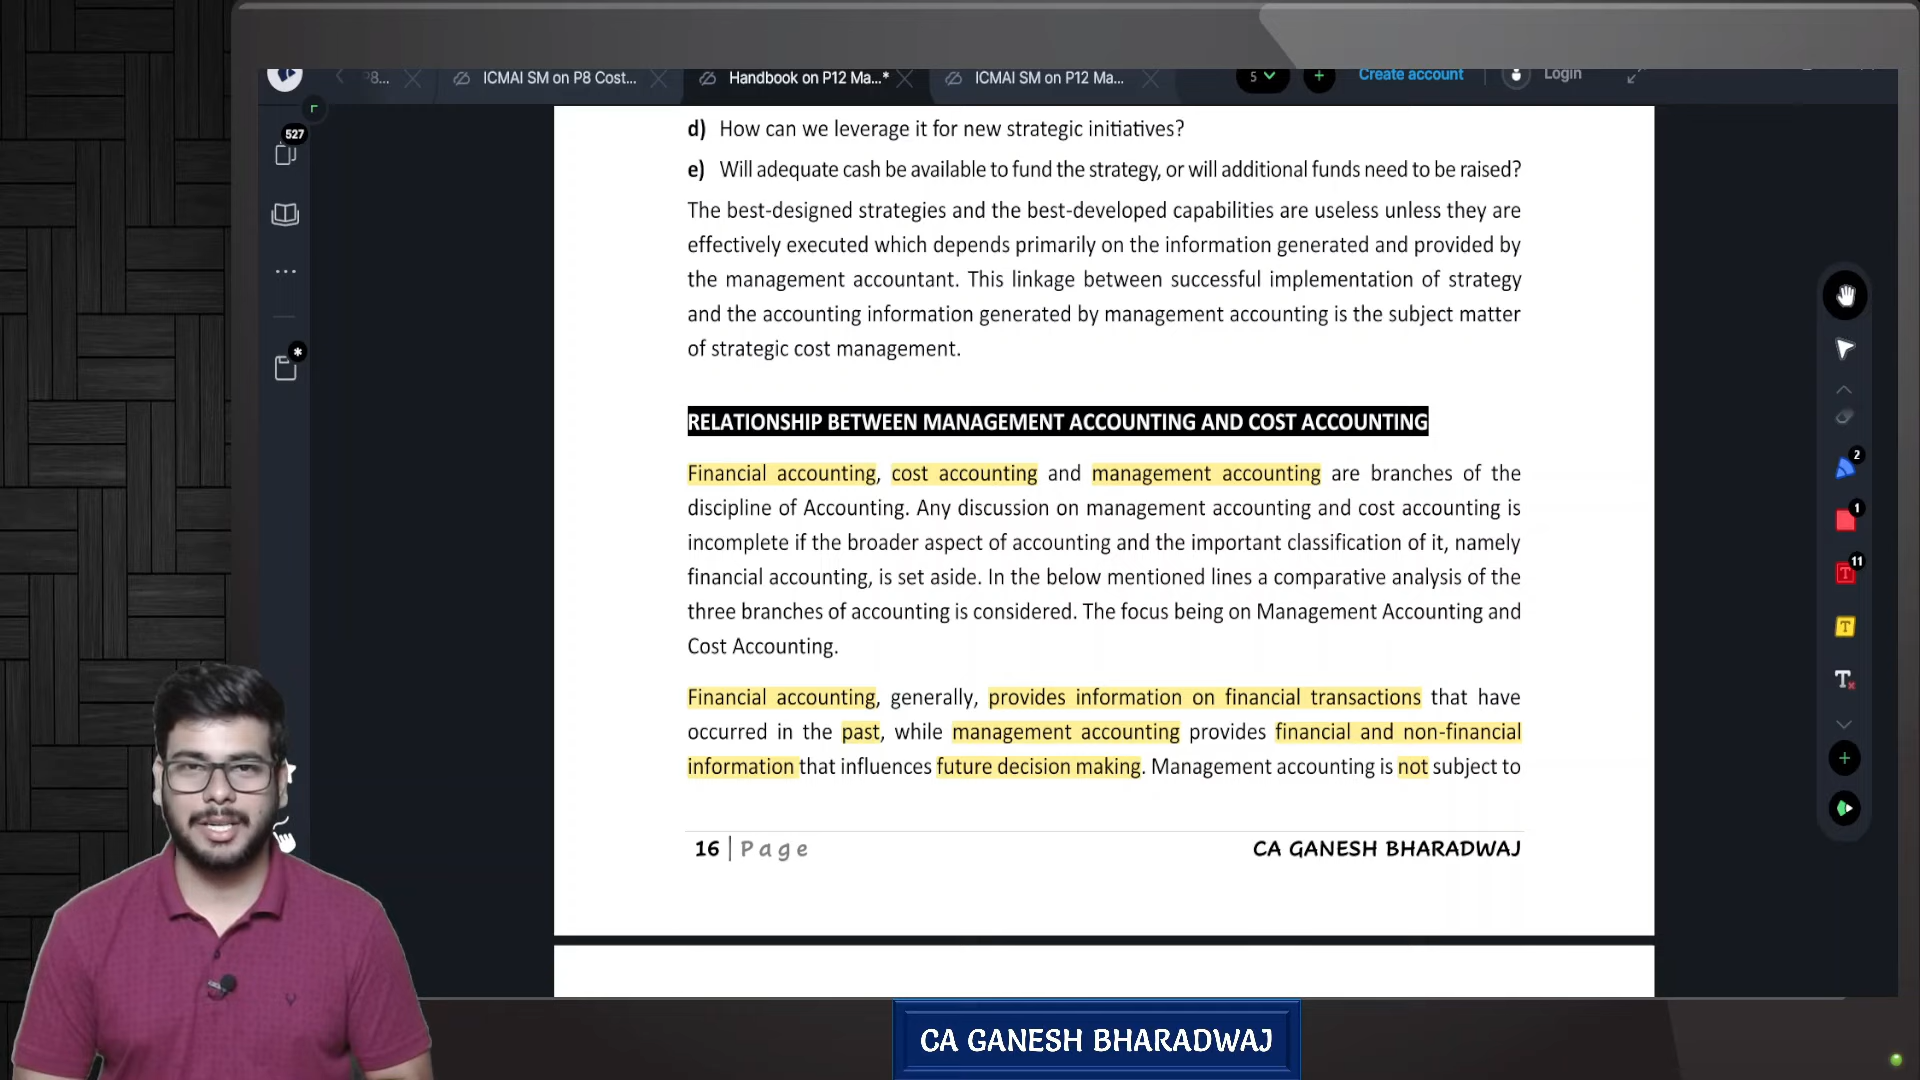 P8...
ICMAI SM on P8 Cost...
Handbook on P12 Ma...*
ICMAI SM on P12 Ma...
5
Create account
Login
527
d) How can we leverage it for new strategic initiatives?
e) Will adequate cash be available to fund the strategy, or will additional funds need to be raised?
The best-designed strategies and the best-developed capabilities are useless unless they are
effectively executed which depends primarily on the information generated and provided by
the management accountant. This linkage between successful implementation of strategy
and the accounting information generated by management accounting is the subject matter
of strategic cost management.
RELATIONSHIP BETWEEN MANAGEMENT ACCOUNTING AND COST ACCOUNTING
Financial accounting, cost accounting and management accounting are branches of the
discipline of Accounting. Any discussion on management accounting and cost accounting is
incomplete if the broader aspect of accounting and the important classification of it, namely
financial accounting, is set aside. In the below mentioned lines a comparative analysis of the
three branches of accounting is considered. The focus being on Management Accounting and
Cost Accounting.
Financial accounting, generally, provides information on financial transactions that have
occurred in the past, while management accounting provides financial and non-financial
information that influences future decision making. Management accounting is not subject to
16 | Page
CA GANESH BHARADWAJ
2
1
11
T
T
T
CA GANESH BHARADWAJ